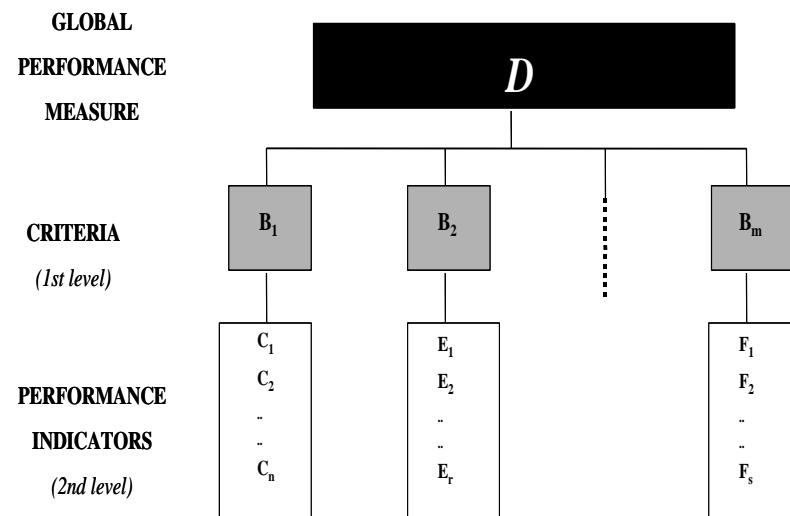 GLOBAL
PERFORMANCE
MEASURE
D
CRITERIA
(1st level)
B1
B2
Bm
PERFORMANCE
INDICATORS
(2nd level)
C1
C2
..
..
Cn
E1
E2
..
..
Er
F1
F2
..
..
Fs